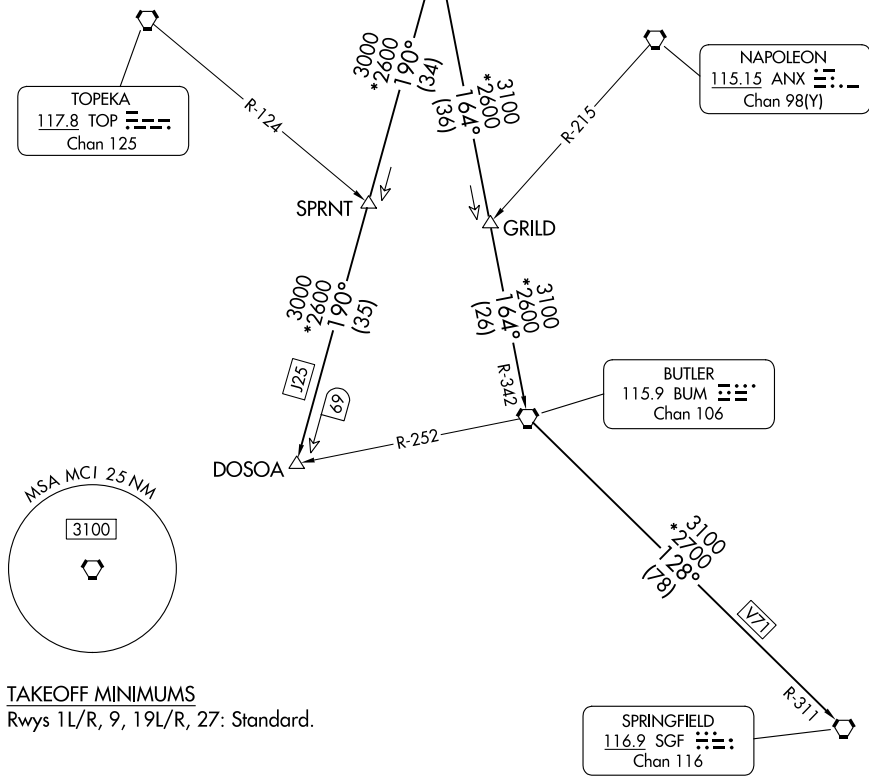 TOPEKA
117.8 TOP
Chan 125
R-124
3000
*2600
190°
(34)
3100
*2600
164°
(36)
NAPOLEON
115.15 ANX
Chan 98(Y)
R-215
SPRNT
GRILD
3000
*2600
190°
(35)
3100
*2600
164°
(26)
J25
69
R-342
BUTLER
115.9 BUM
Chan 106
R-252
DOSOA
MSA MCI 25 NM
3100
3100
*2700
128°
(78)
V71
R-311
TAKEOFF MINIMUMS
Rwys 1L/R, 9, 19L/R, 27: Standard.
SPRINGFIELD
116.9 SGF
Chan 116